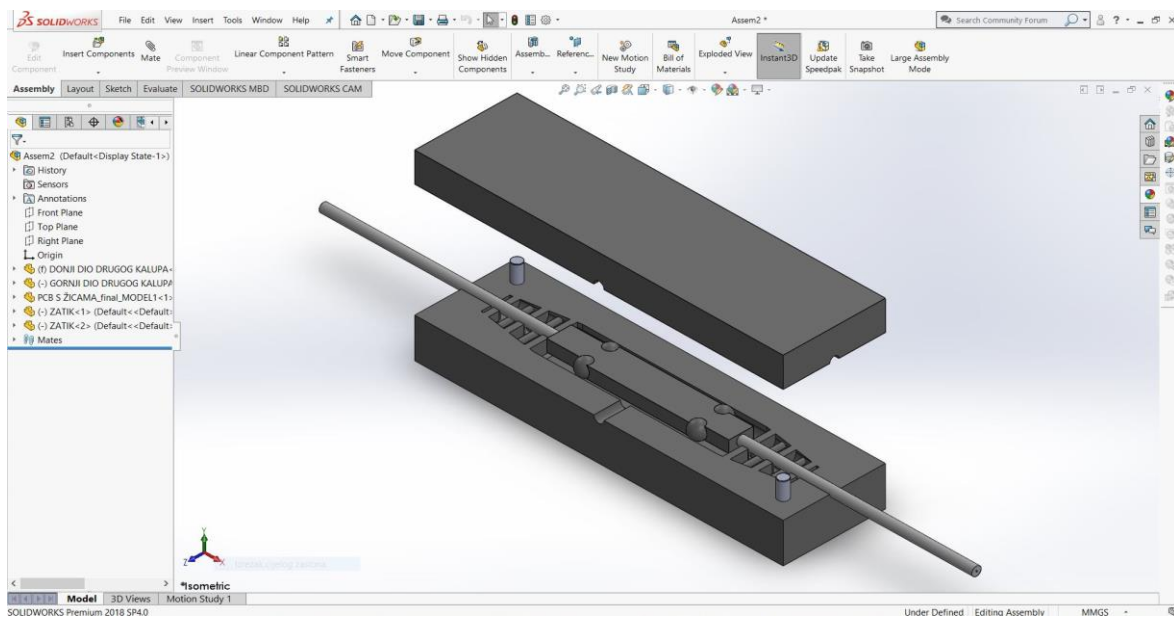 SOLIDWORKS File Edit View Insert Tools Window Help Assem2 * Search Community Forum
Edit Component
Insert Components
Mate
Component Preview Window
Linear Component Pattern
Smart Fasteners
Move Component
Show Hidden Components
Assemb...
Referenc...
New Motion Study
Bill of Materials
Exploded View
Instant3D
Update Speedpak
Take Snapshot
Large Assembly Mode
Assembly Layout Sketch Evaluate SOLIDWORKS MBD SOLIDWORKS CAM
Assem2 (Default<Display State-1>)
History
Sensors
Annotations
Front Plane
Top Plane
Right Plane
Origin
(f) DONJI DIO DRUGOG KALUPA<
(-) GORNJI DIO DRUGOG KALUPA
PCB S ŽICAMA_final_MODEL1<1>
(-) ZATIK<1> (Default<<Default>
(-) ZATIK<2> (Default<<Default>
Mates
Y
Z X
*Isometric
Model 3D Views Motion Study 1
SOLIDWORKS Premium 2018 SP4.0 Under Defined Editing Assembly MMGS